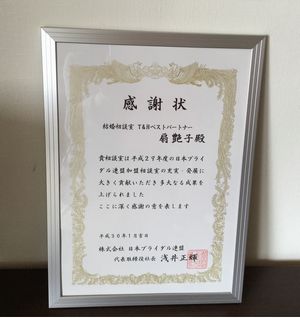 感謝状
結婚相談室 T&Hベストパートナー
扇艶子殿
貴相談室は平成29年度の日本ブライ
ダル連盟加盟相談室の充実・発展に
大きく貢献いただき多大なる成果を
上げられました
ここに深く感謝の意を表します
平成30年1月吉日
株式会社 日本ブライダル連盟
代表取締役社長 浅井正輝